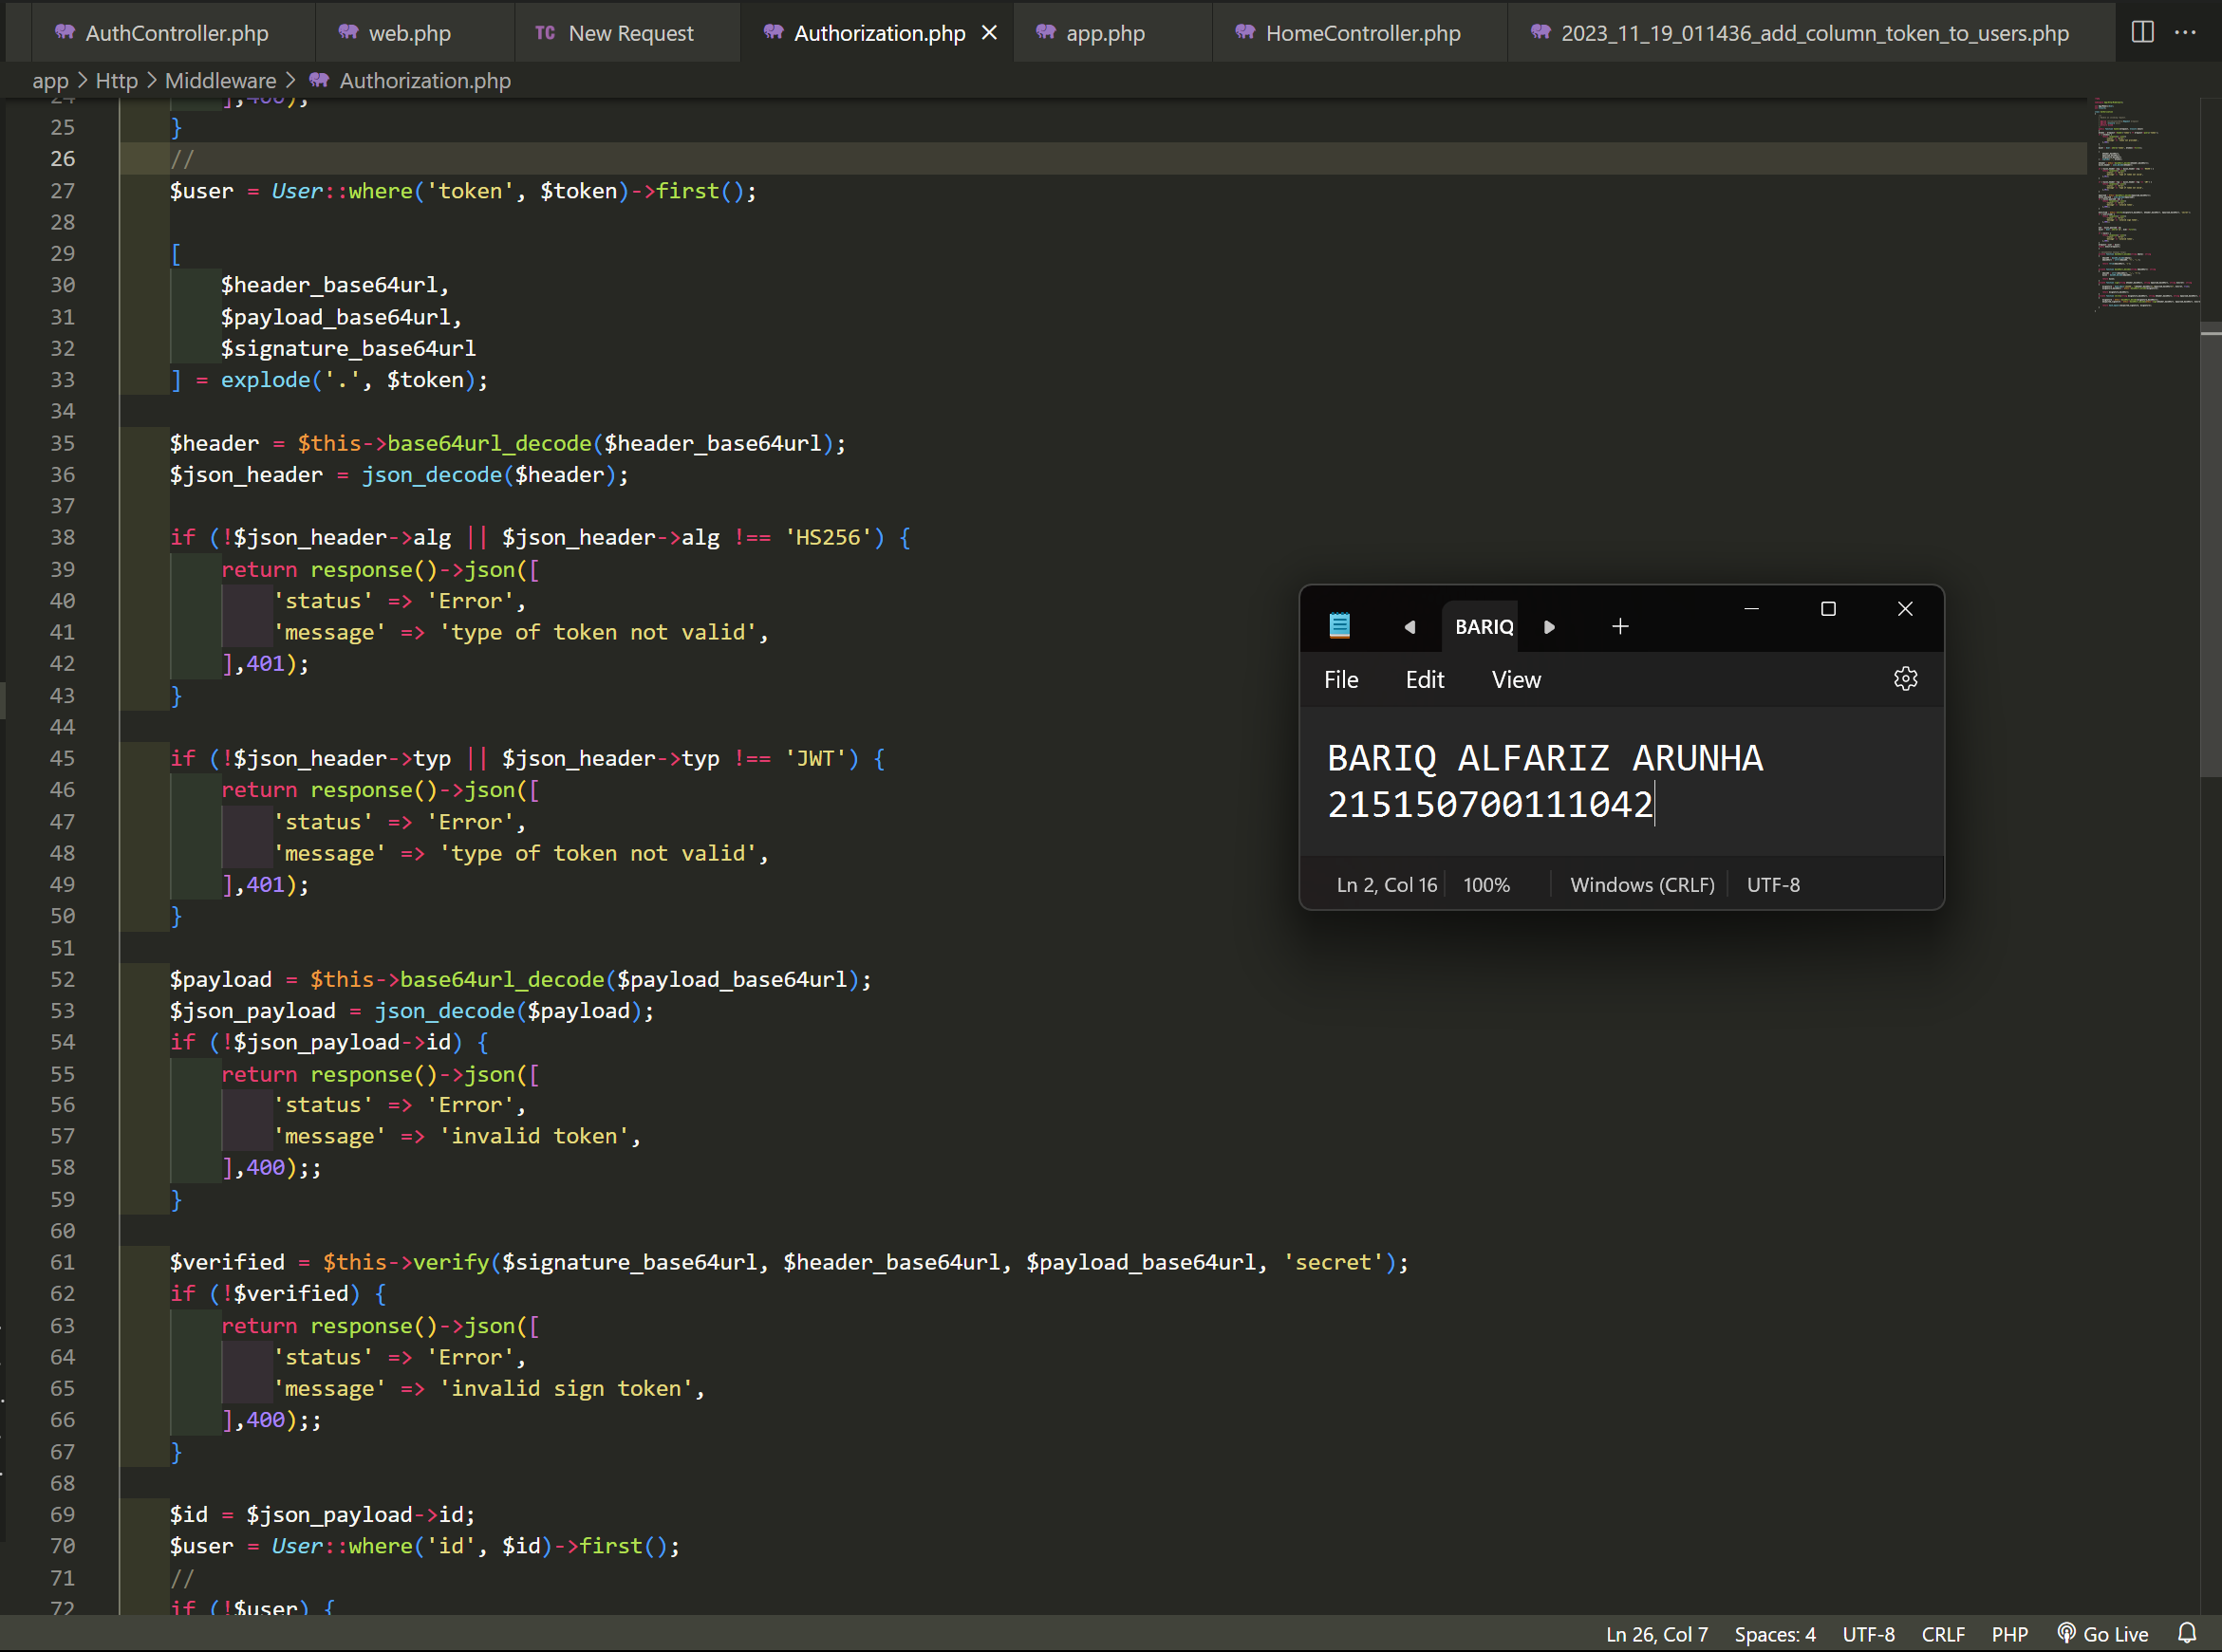 AuthController.php web.php TC New Request Authorization.php app.php HomeController.php 2023_11_19_011436_add_column_token_to_users.php
app > Http > Middleware > Authorization.php
24 ],400);
25 }
26 //
27 $user = User::where('token', $token)->first();
28
29 [
30 $header_base64url,
31 $payload_base64url,
32 $signature_base64url
33 ] = explode('.', $token);
34
35 $header = $this->base64url_decode($header_base64url);
36 $json_header = json_decode($header);
37
38 if (!$json_header->alg || $json_header->alg !== 'HS256') {
39 return response()->json([
40 'status' => 'Error',
41 'message' => 'type of token not valid',
42 ],401);
43 }
44
45 if (!$json_header->typ || $json_header->typ !== 'JWT') {
46 return response()->json([
47 'status' => 'Error',
48 'message' => 'type of token not valid',
49 ],401);
50 }
51
52 $payload = $this->base64url_decode($payload_base64url);
53 $json_payload = json_decode($payload);
54 if (!$json_payload->id) {
55 return response()->json([
56 'status' => 'Error',
57 'message' => 'invalid token',
58 ],400);;
59 }
60
61 $verified = $this->verify($signature_base64url, $header_base64url, $payload_base64url, 'secret');
62 if (!$verified) {
63 return response()->json([
64 'status' => 'Error',
65 'message' => 'invalid sign token',
66 ],400);;
67 }
68
69 $id = $json_payload->id;
70 $user = User::where('id', $id)->first();
71 //
72 if (!$user) {
BARIQ
File Edit View
BARIQ ALFARIZ ARUNHA
215150700111042
Ln 2, Col 16 100% Windows (CRLF) UTF-8
Ln 26, Col 7 Spaces: 4 UTF-8 CRLF PHP Go Live